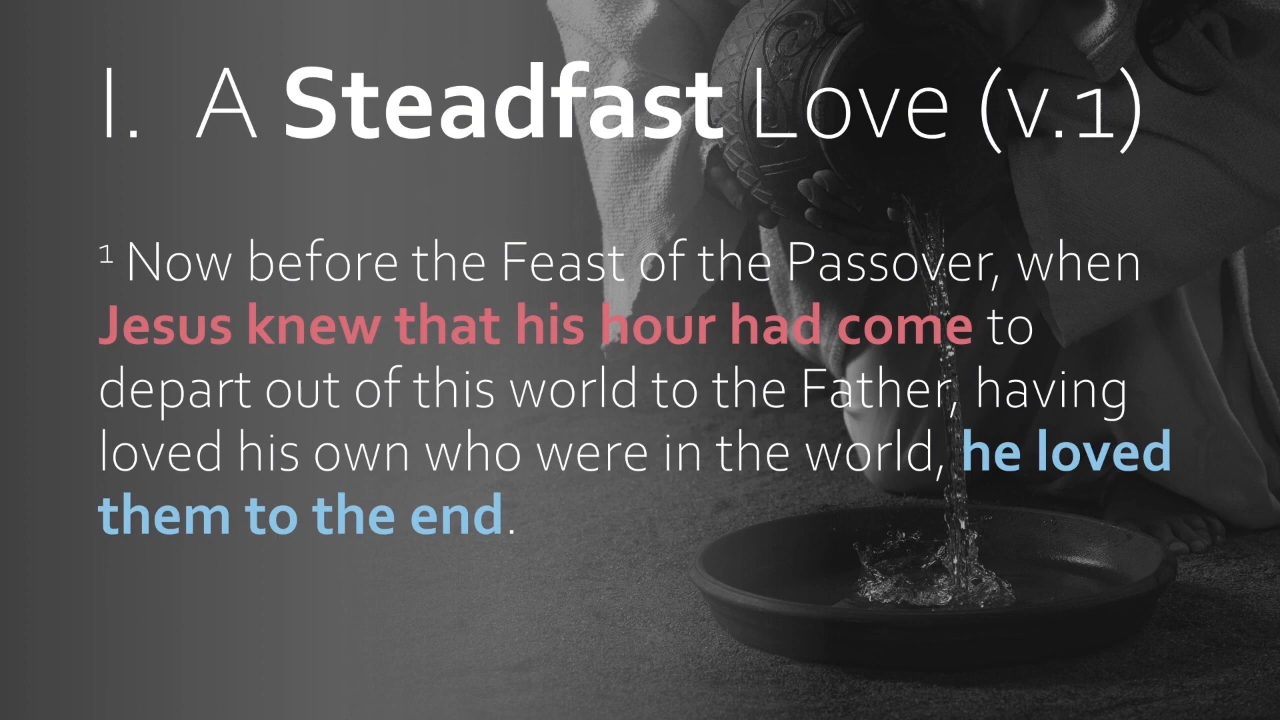 I. A Steadfast Love (v.1)
1 Now before the Feast of the Passover, when
Jesus knew that his hour had come to
depart out of this world to the Father, having
loved his own who were in the world, he loved
them to the end.